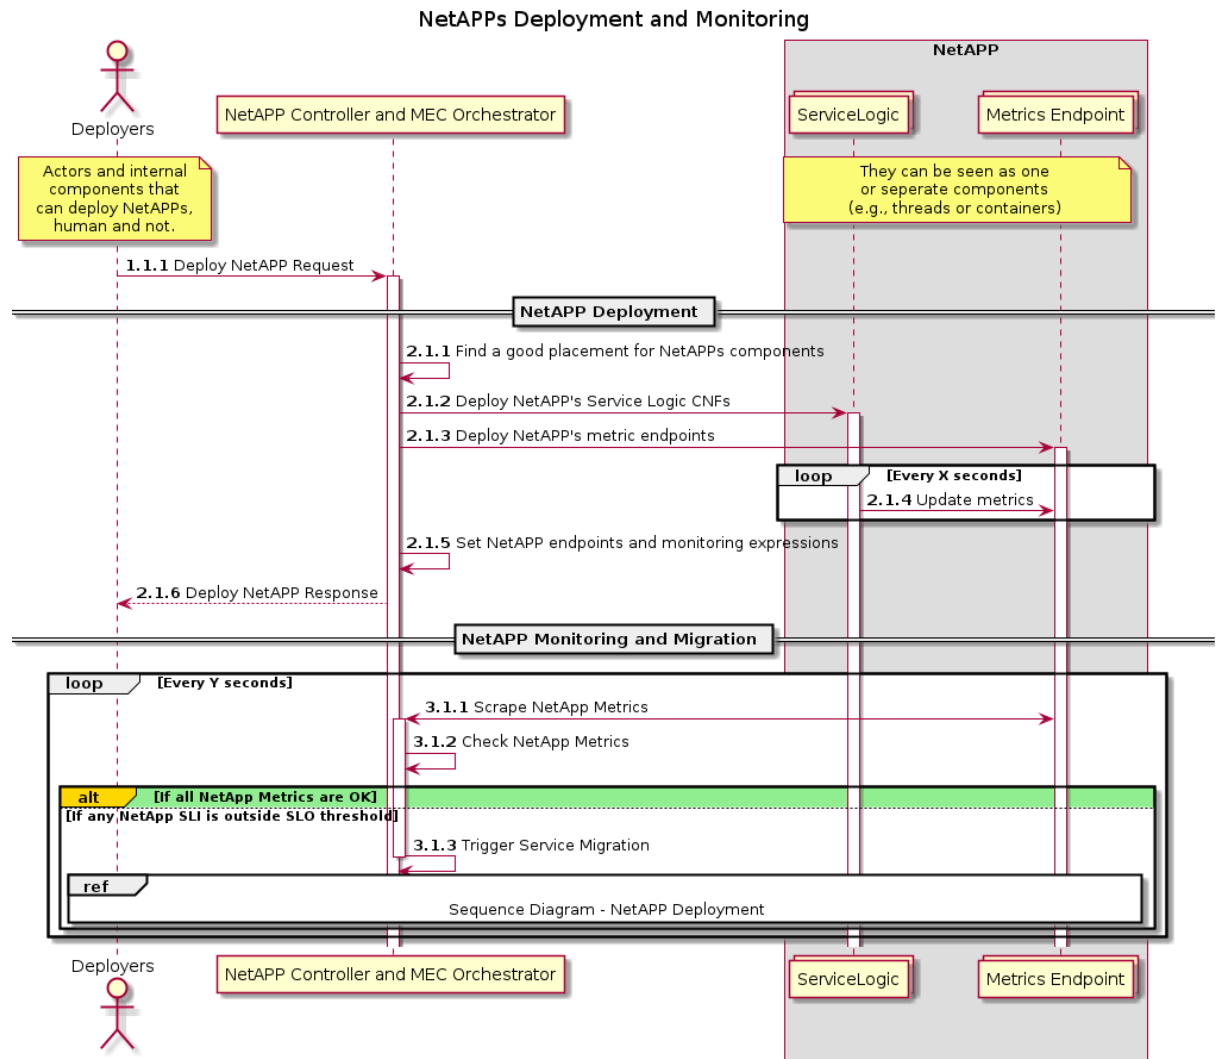 NetAPPs Deployment and Monitoring
NetAPP
Deployers
NetAPP Controller and MEC Orchestrator
ServiceLogic
Metrics Endpoint
Actors and internal
components that
can deploy NetAPPs,
human and not.
They can be seen as one
or seperate components
(e.g., threads or containers)
1.1.1 Deploy NetAPP Request
NetAPP Deployment
2.1.1 Find a good placement for NetAPPs components
2.1.2 Deploy NetAPP's Service Logic CNFs
2.1.3 Deploy NetAPP's metric endpoints
loop [Every X seconds]
2.1.4 Update metrics
2.1.5 Set NetAPP endpoints and monitoring expressions
2.1.6 Deploy NetAPP Response
NetAPP Monitoring and Migration
loop [Every Y seconds]
3.1.1 Scrape NetApp Metrics
3.1.2 Check NetApp Metrics
alt [If all NetApp Metrics are OK]
[If any NetApp SLI is outside SLO threshold]
3.1.3 Trigger Service Migration
ref
Sequence Diagram - NetAPP Deployment
Deployers
NetAPP Controller and MEC Orchestrator
ServiceLogic
Metrics Endpoint